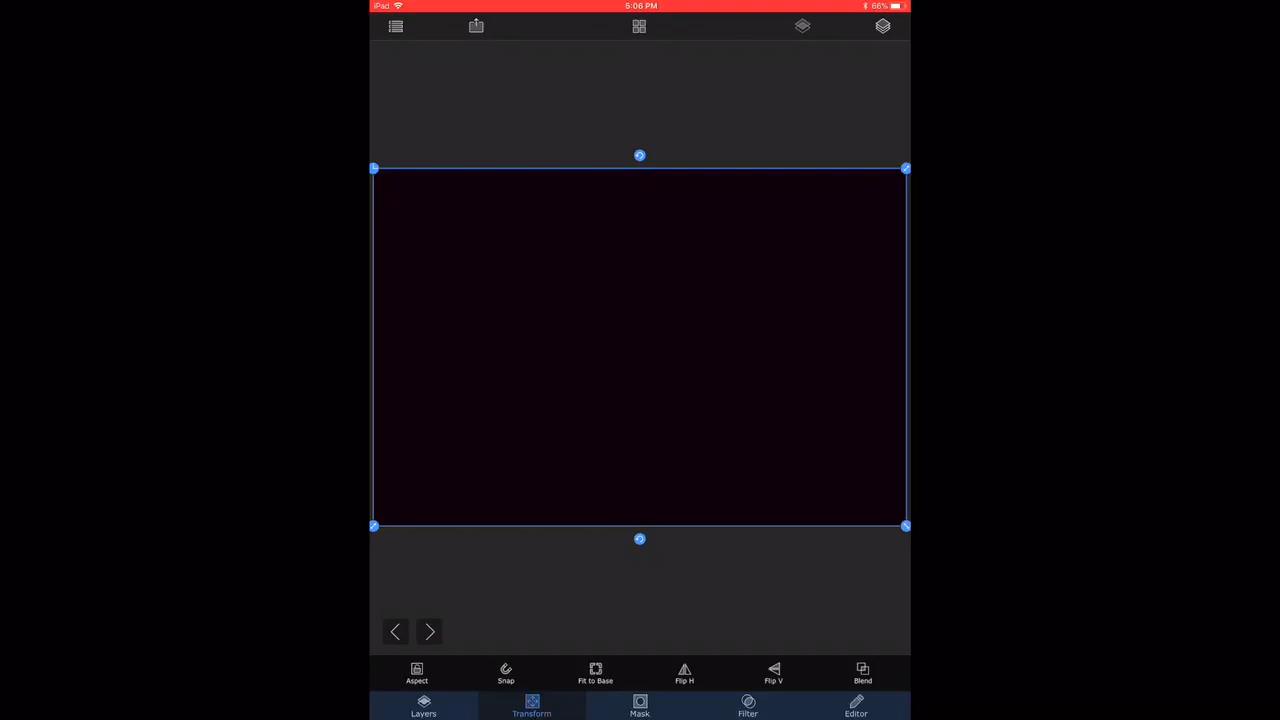 iPad 5:06 PM 66%
Aspect Snap Fit to Base Flip H Flip V Blend
Layers Transform Mask Filter Editor